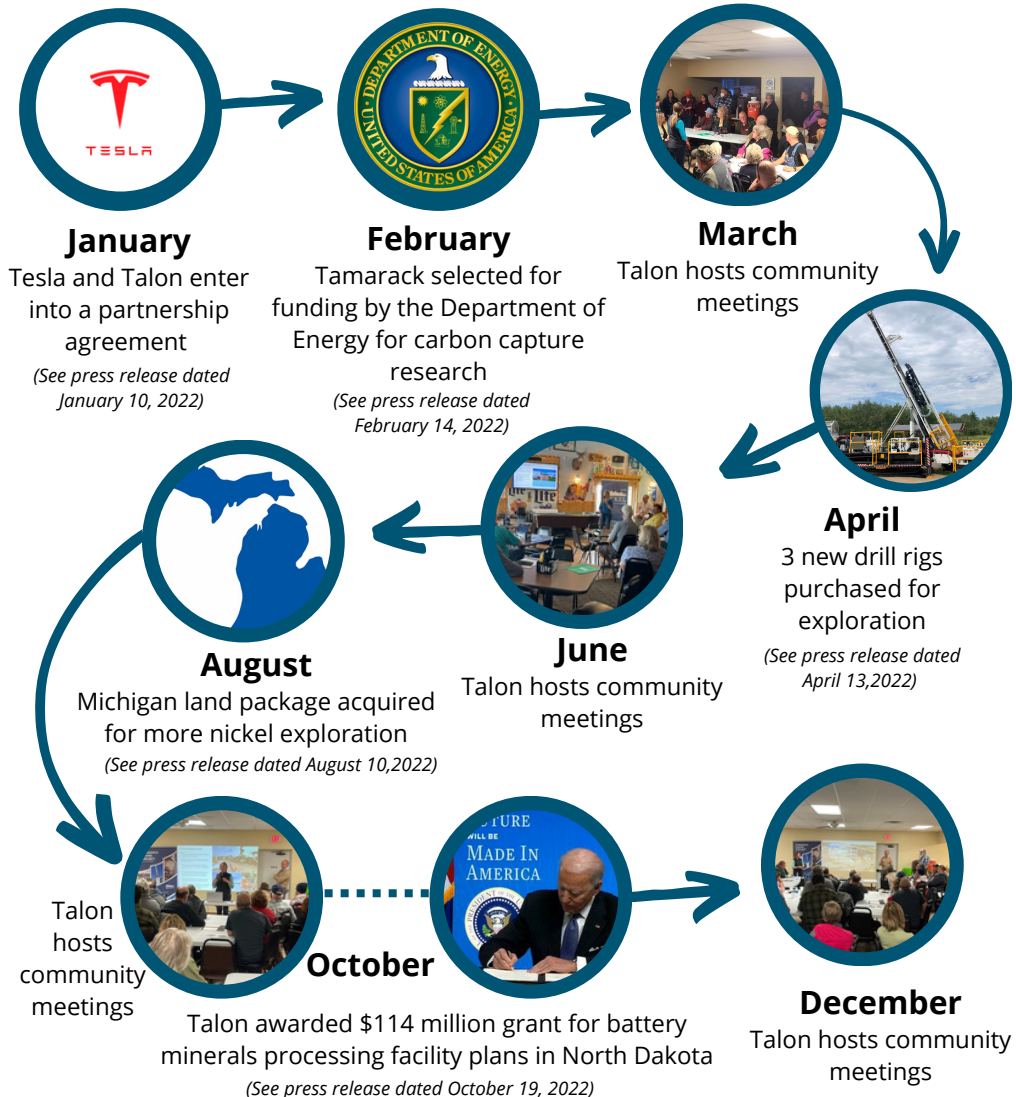 TESLA
DEPARTMENT OF ENERGY
UNITED STATES OF AMERICA
January
Tesla and Talon enter
into a partnership
agreement
(See press release dated
January 10, 2022)
February
Tamarack selected for
funding by the Department of
Energy for carbon capture
research
(See press release dated
February 14, 2022)
March
Talon hosts community
meetings
April
3 new drill rigs
purchased for
exploration
(See press release dated
April 13,2022)
Lite
June
Talon hosts community
meetings
August
Michigan land package acquired
for more nickel exploration
(See press release dated August 10,2022)
Talon
hosts
community
meetings
October
WILL BE
MADE IN
AMERICA
Talon awarded $114 million grant for battery
minerals processing facility plans in North Dakota
(See press release dated October 19, 2022)
December
Talon hosts community
meetings